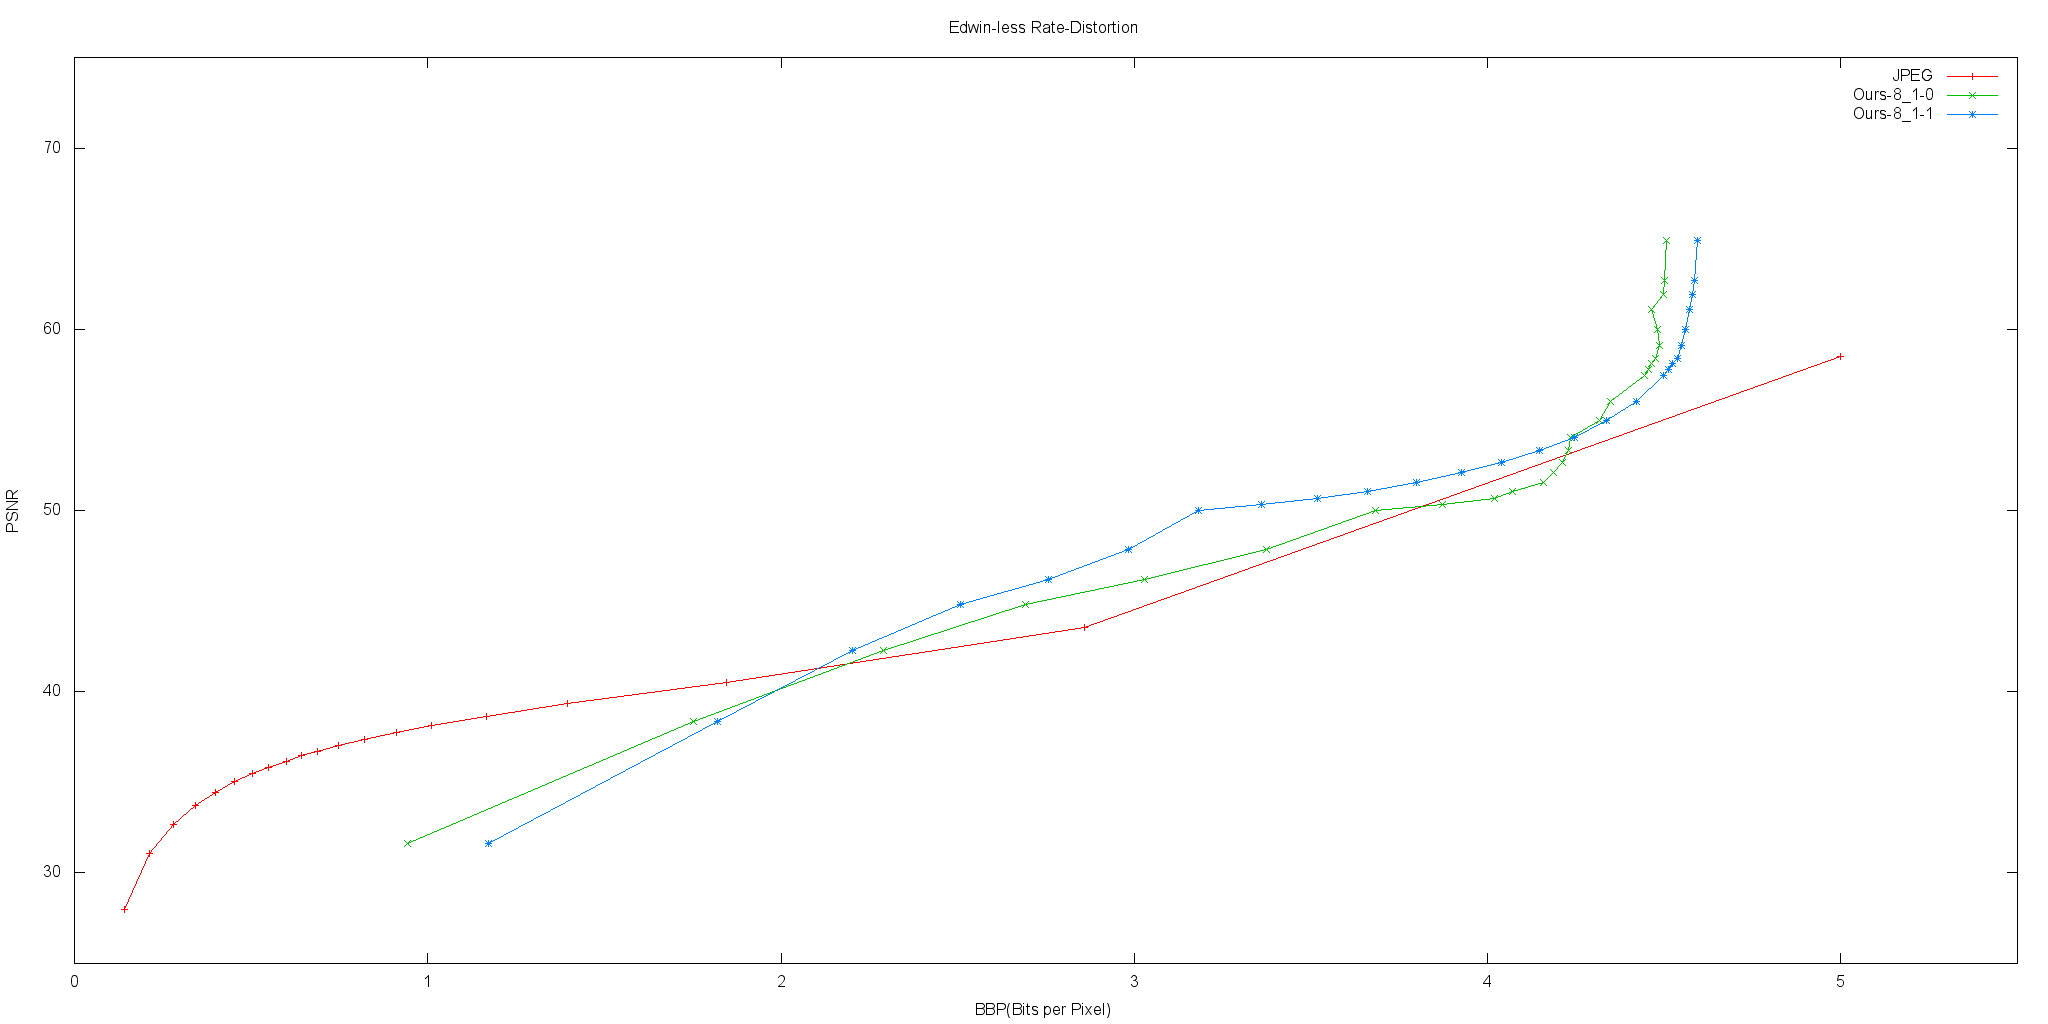 Edwin-less Rate-Distortion
JPEG
Ours-8_1-0
Ours-8_1-1
70
60
50
40
30
PSNR
0 1 2 3 4 5
BBP(Bits per Pixel)